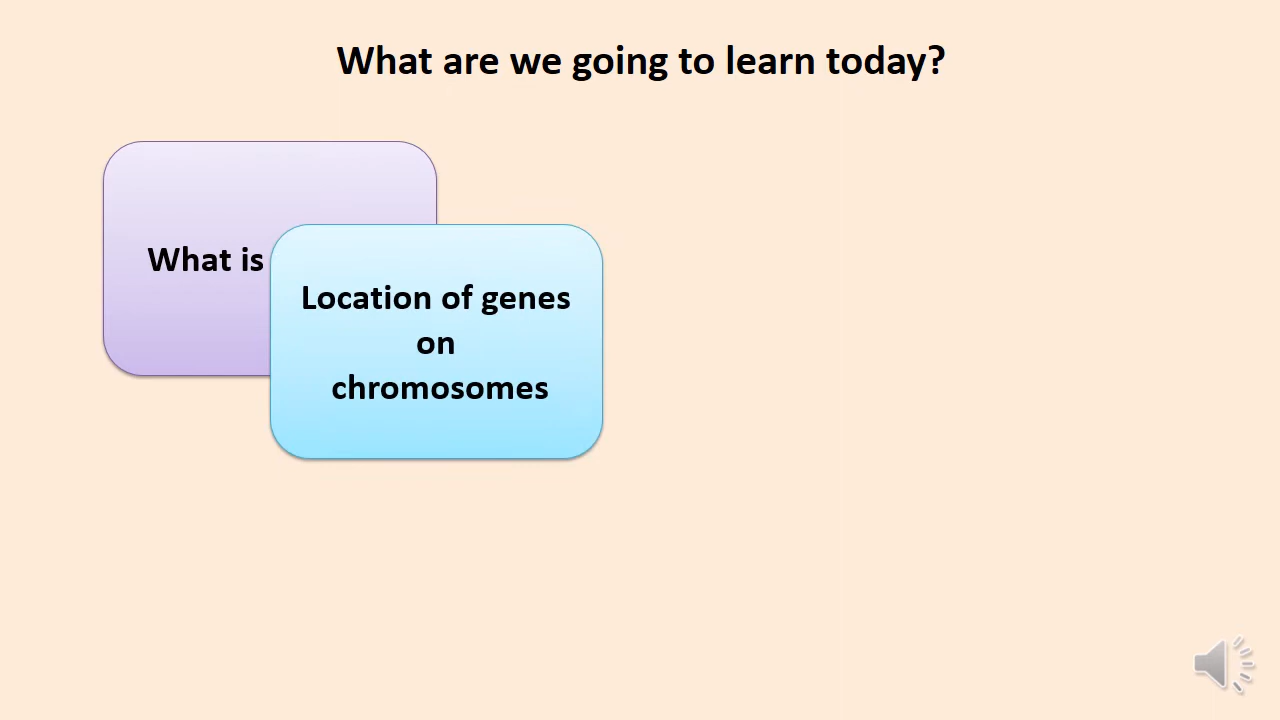 What are we going to learn today?
What is
Location of genes
on
chromosomes